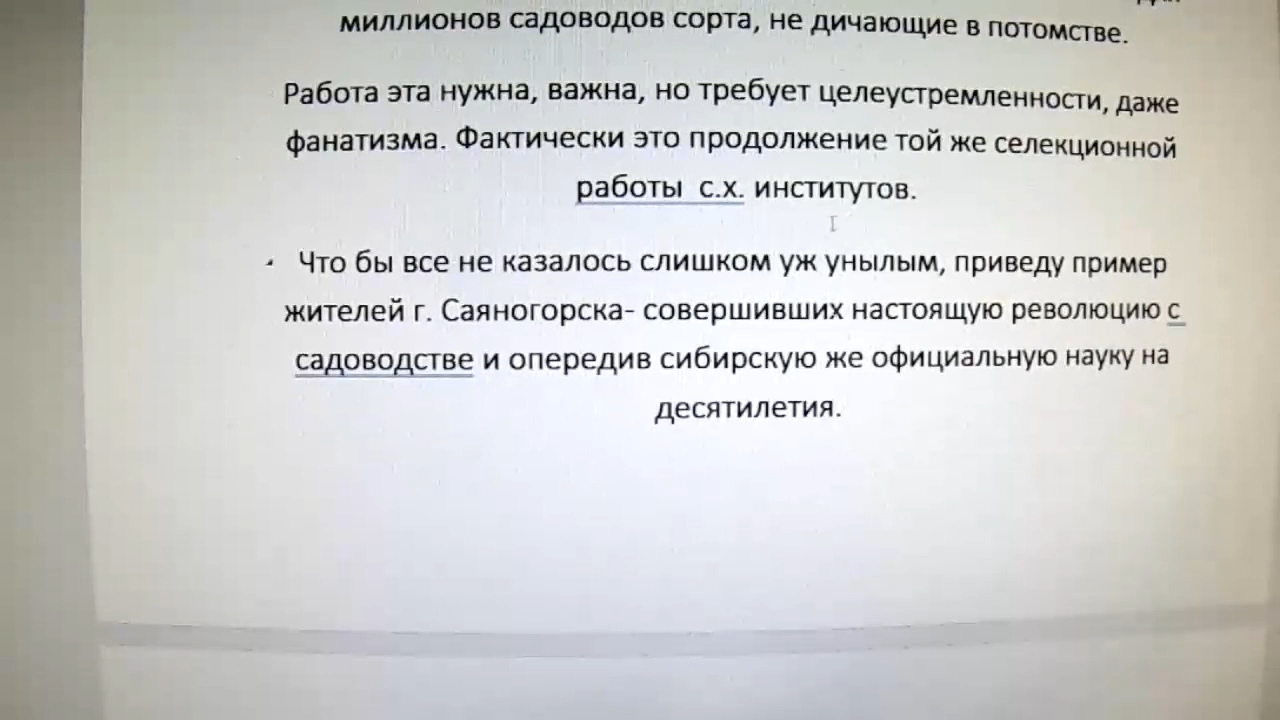 миллионов садоводов сорта, не дичающие в потомстве.
Работа эта нужна, важна, но требует целеустремленности, даже
фанатизма. Фактически это продолжение той же селекционной
работы  с.х. институтов.
Что бы все не казалось слишком уж унылым, приведу пример
жителей г. Саяногорска- совершивших настоящую революцию с
садоводстве и опередив сибирскую же официальную науку на
десятилетия.